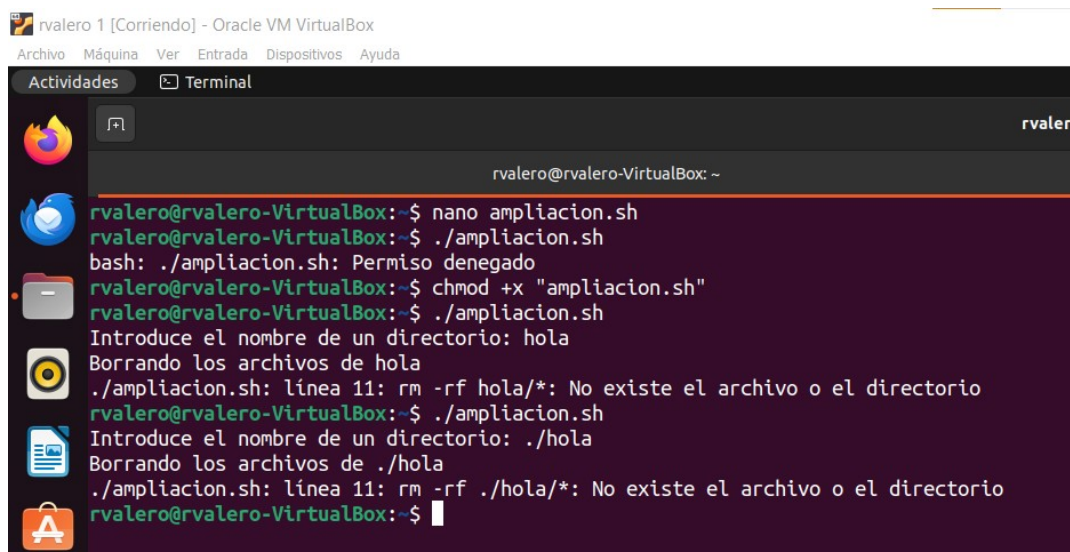 rvalero 1 [Corriendo] - Oracle VM VirtualBox
Archivo Máquina Ver Entrada Dispositivos Ayuda
Actividades Terminal
rvaler
rvalero@rvalero-VirtualBox: ~
rvalero@rvalero-VirtualBox:~$ nano ampliacion.sh
rvalero@rvalero-VirtualBox:~$ ./ampliacion.sh
bash: ./ampliacion.sh: Permiso denegado
rvalero@rvalero-VirtualBox:~$ chmod +x "ampliacion.sh"
rvalero@rvalero-VirtualBox:~$ ./ampliacion.sh
Introduce el nombre de un directorio: hola
Borrando los archivos de hola
./ampliacion.sh: línea 11: rm -rf hola/*: No existe el archivo o el directorio
rvalero@rvalero-VirtualBox:~$ ./ampliacion.sh
Introduce el nombre de un directorio: ./hola
Borrando los archivos de ./hola
./ampliacion.sh: línea 11: rm -rf ./hola/*: No existe el archivo o el directorio
rvalero@rvalero-VirtualBox:~$